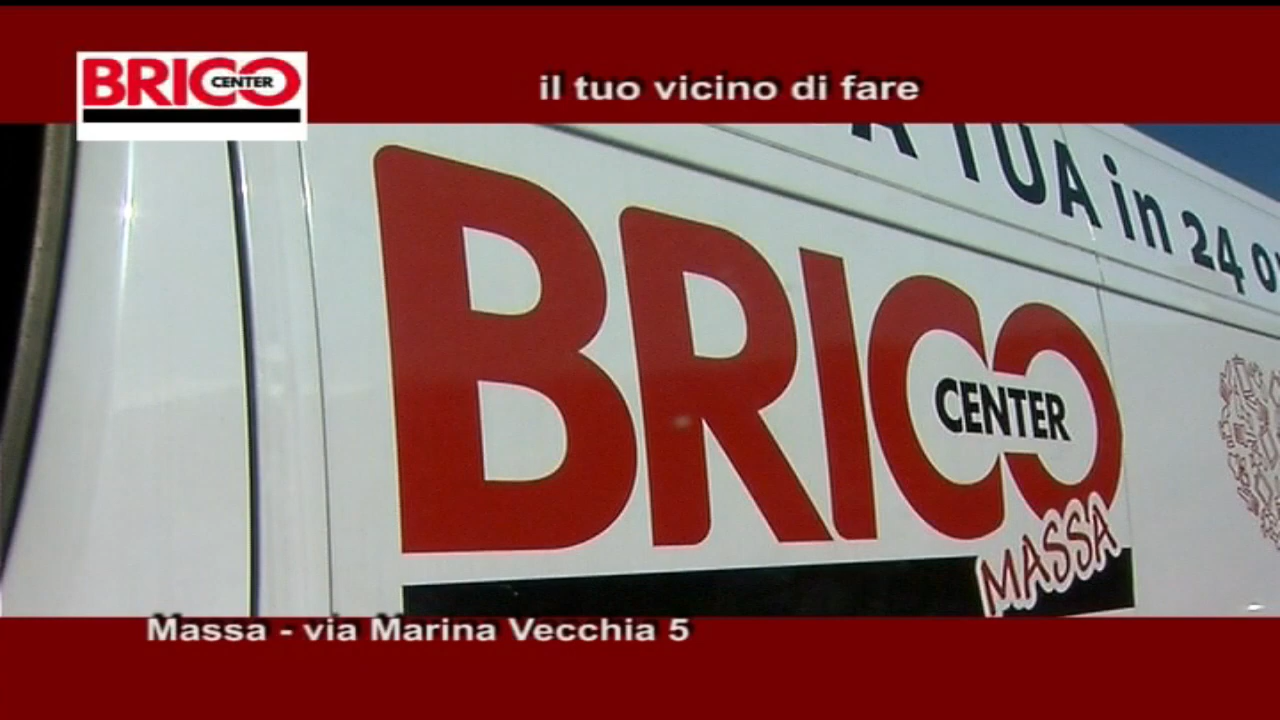 BRICO CENTER
il tuo vicino di fare
TUA in 24
BRICO
CENTER
MASSA
Massa - via Marina Vecchia 5